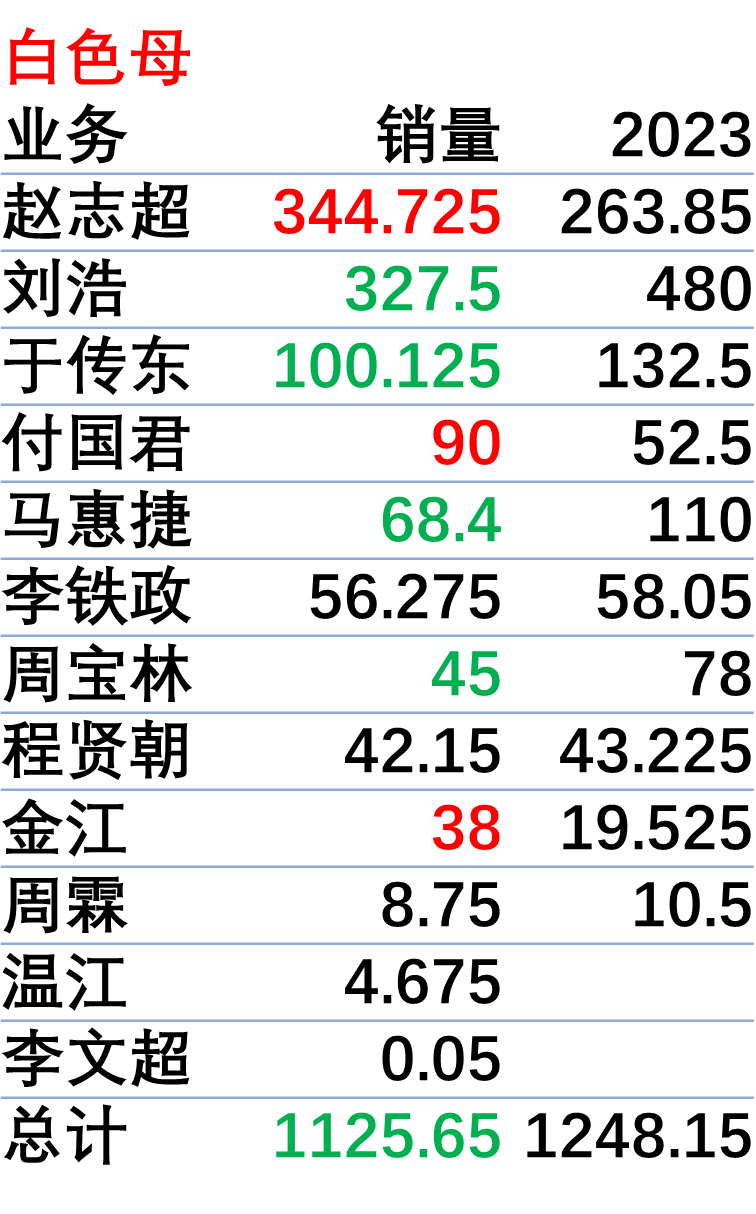 白色母
业务 销量 2023
赵志超 344.725 263.85
刘浩 327.5 480
于传东 100.125 132.5
付国君 90 52.5
马惠捷 68.4 110
李铁政 56.275 58.05
周宝林 45 78
程贤朝 42.15 43.225
金江 38 19.525
周霖 8.75 10.5
温江 4.675
李文超 0.05
总计 1125.65 1248.15